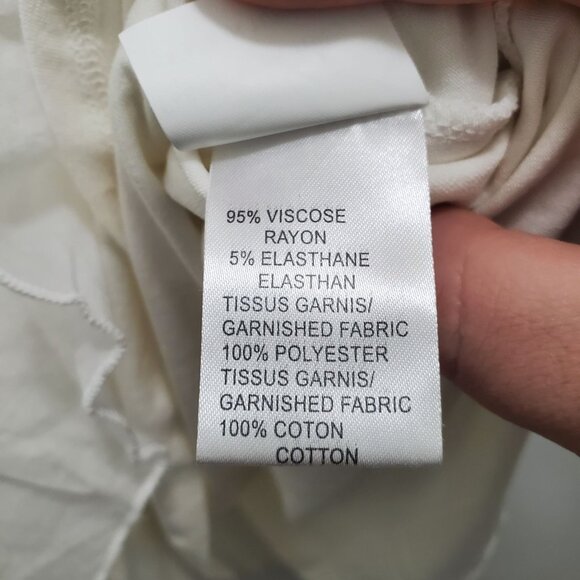 95% VISCOSE
RAYON
5% ELASTHANE
ELASTHAN
TISSUS GARNIS/
GARNISHED FABRIC
100% POLYESTER
TISSUS GARNIS/
GARNISHED FABRIC
100% COTON
COTTON